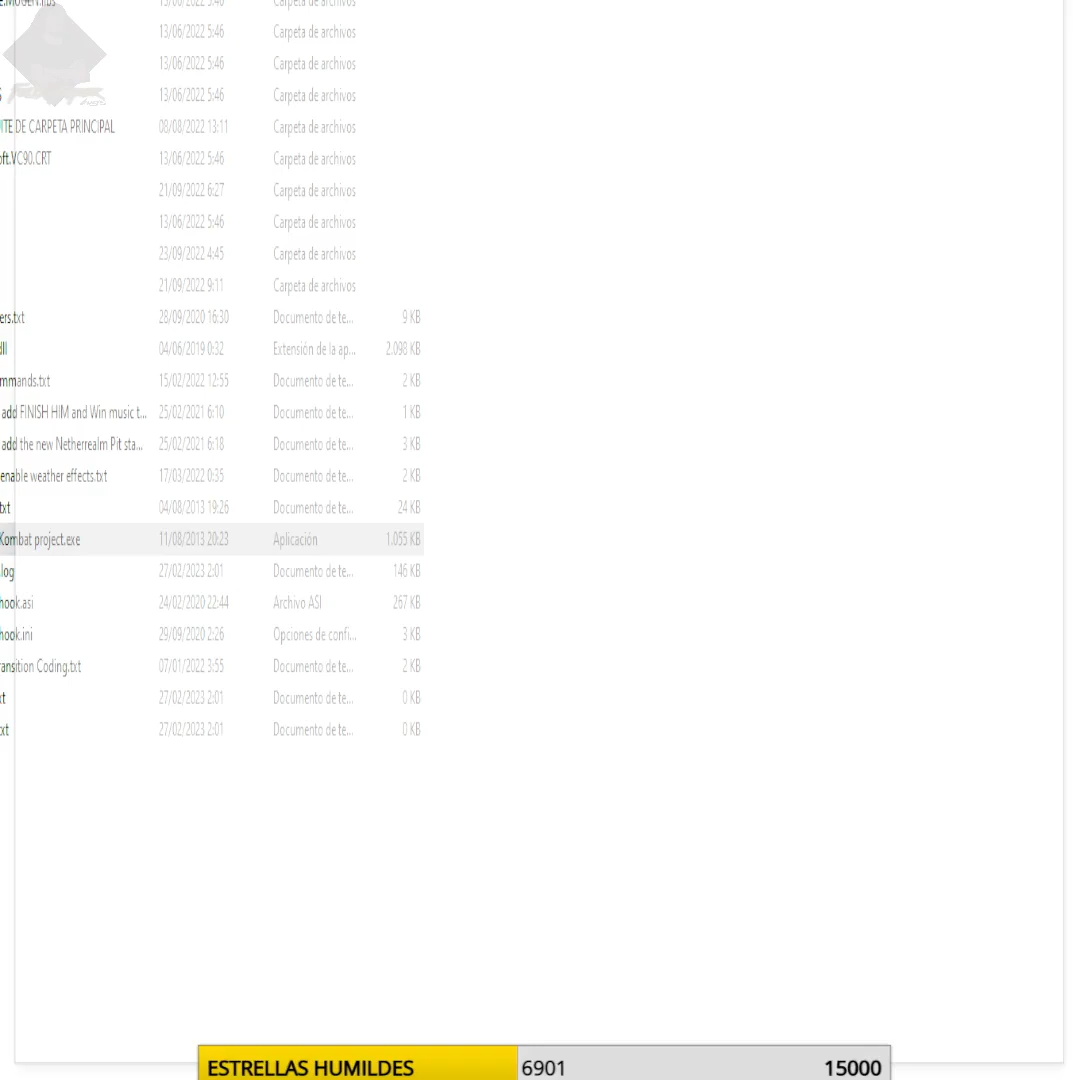 13/06/2022 5:46 Carpeta de archivos
13/06/2022 5:46 Carpeta de archivos
13/06/2022 5:46 Carpeta de archivos
13/06/2022 5:46 Carpeta de archivos
ITE DE CARPETA PRINCIPAL 08/08/2022 13:11 Carpeta de archivos
oft.VC90.CRT 13/06/2022 5:46 Carpeta de archivos
21/09/2022 6:27 Carpeta de archivos
13/06/2022 5:46 Carpeta de archivos
23/09/2022 4:45 Carpeta de archivos
21/09/2022 9:11 Carpeta de archivos
ers.txt 28/09/2020 16:30 Documento de te... 9 KB
dll 04/06/2019 0:32 Extensión de la ap... 2.098 KB
mmands.txt 15/02/2022 12:55 Documento de te... 2 KB
add FINISH HIM and Win music t... 25/02/2021 6:10 Documento de te... 1 KB
add the new Netherrealm Pit sta... 25/02/2021 6:18 Documento de te... 3 KB
enable weather effects.txt 17/03/2022 0:35 Documento de te... 2 KB
txt 04/08/2013 19:26 Documento de te... 24 KB
Kombat project.exe 11/08/2013 20:23 Aplicación 1.055 KB
.log 27/02/2023 2:01 Documento de te... 146 KB
hook.asi 24/02/2020 22:44 Archivo ASI 267 KB
hook.ini 29/09/2020 2:26 Opciones de confi... 3 KB
ransition Coding.txt 07/01/2022 3:55 Documento de te... 2 KB
xt 27/02/2023 2:01 Documento de te... 0 KB
xt 27/02/2023 2:01 Documento de te... 0 KB
ESTRELLAS HUMILDES 6901 15000